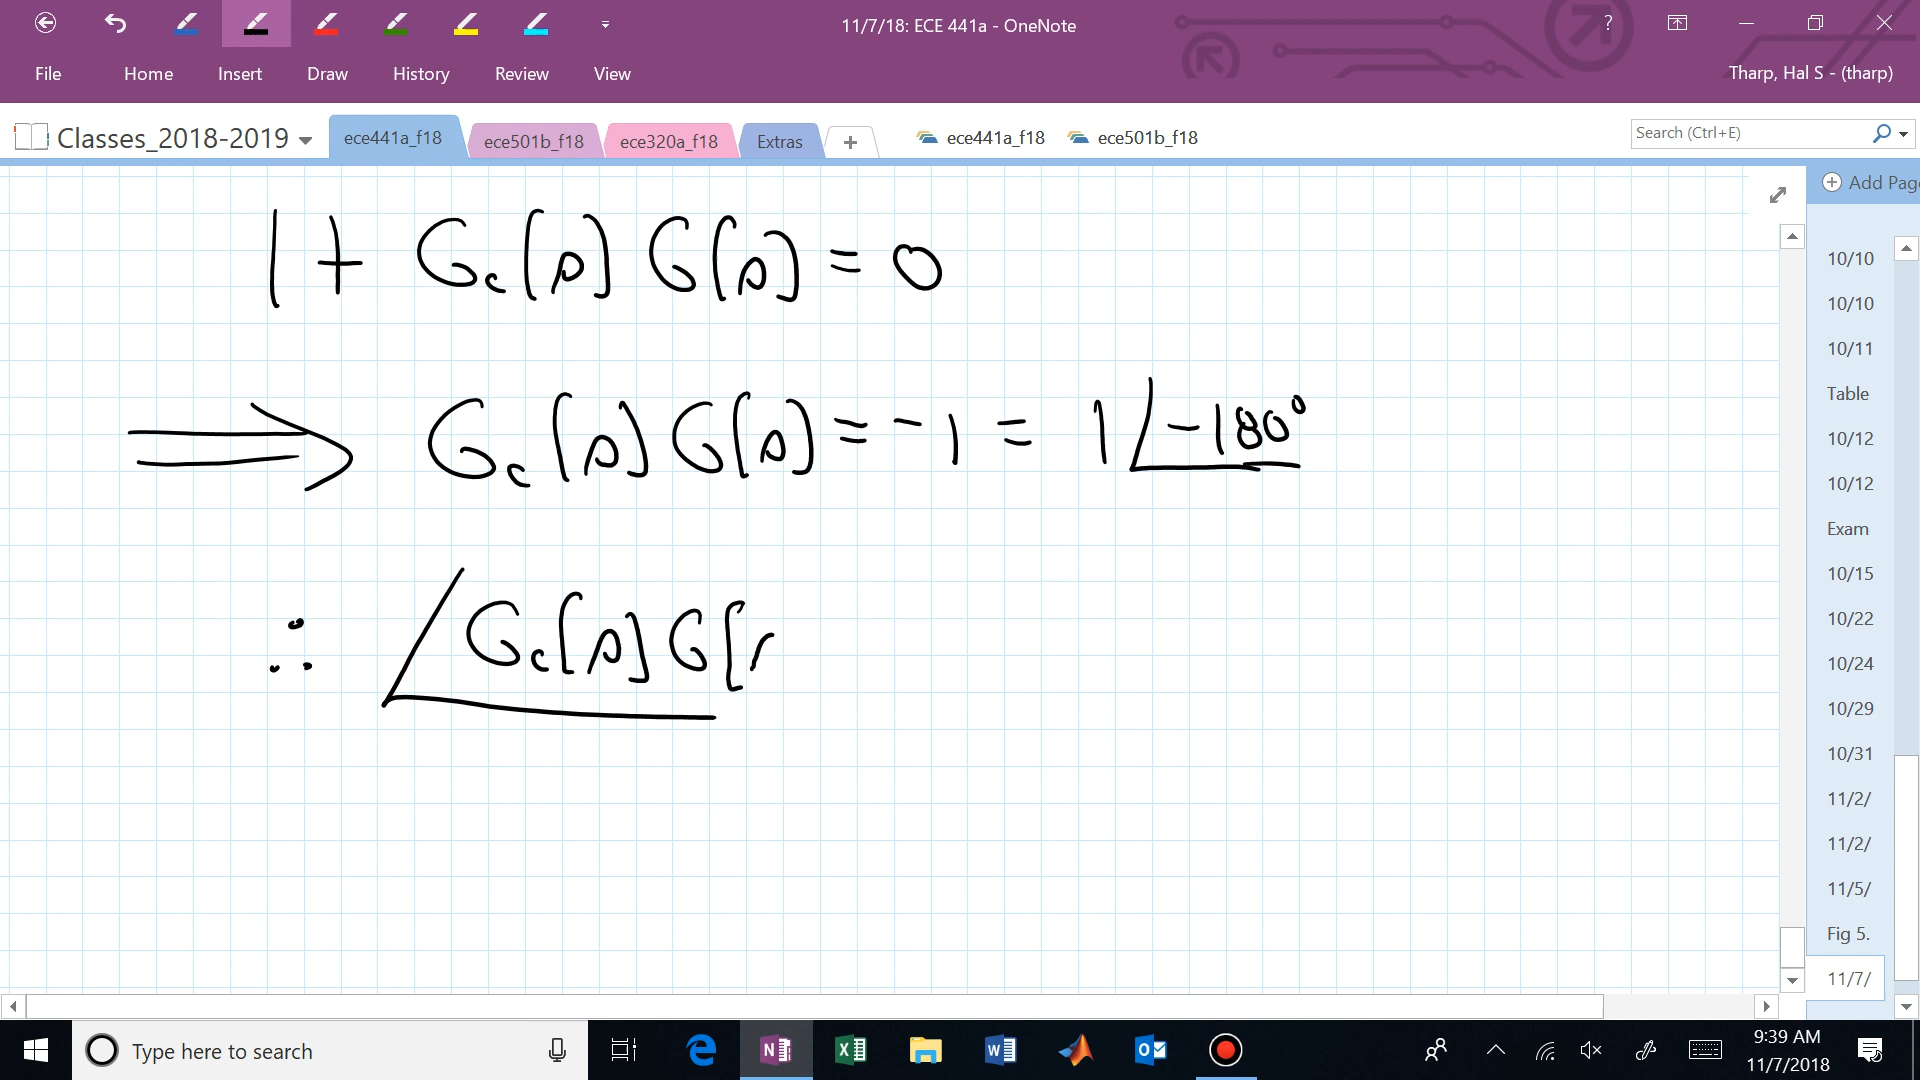 11/7/18: ECE 441a - OneNote
?
File Home Insert Draw History Review View
Tharp, Hal S - (tharp)
Classes_2018-2019
ece441a_f18
ece501b_f18
ece320a_f18
Extras
ece441a_f18
ece501b_f18
Search (Ctrl+E)
Add Pag
10/10
10/10
10/11
Table
10/12
10/12
Exam
10/15
10/22
10/24
10/29
10/31
11/2/
11/2/
11/5/
Fig 5.
11/7/
1 + Gc[s] G[s] = 0
⟹ Gc[s] G[s] = -1 = 1∠-180°
∴ ∠Gc[s] G[
Type here to search
9:39 AM
11/7/2018